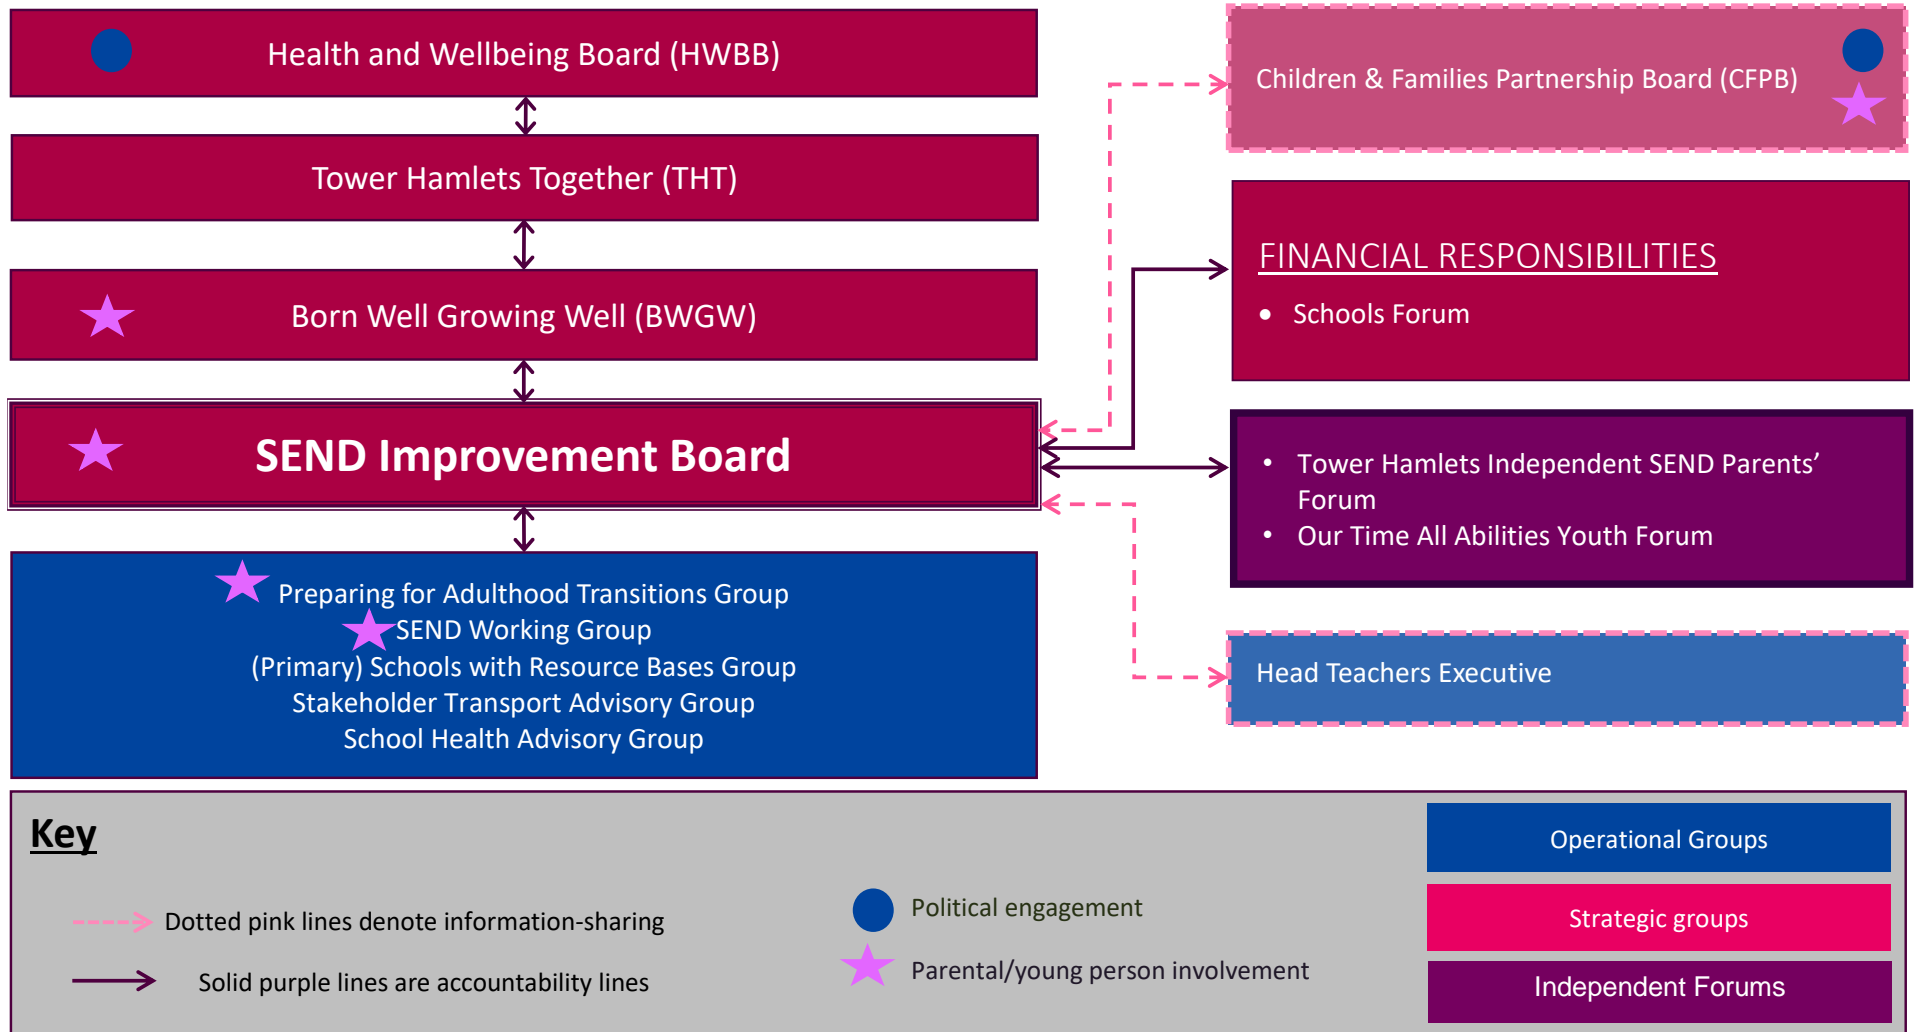 Health and Wellbeing Board (HWBB)
Tower Hamlets Together (THT)
Born Well Growing Well (BWGW)
SEND Improvement Board
Preparing for Adulthood Transitions Group
SEND Working Group
(Primary) Schools with Resource Bases Group
Stakeholder Transport Advisory Group
School Health Advisory Group
Children & Families Partnership Board (CFPB)
FINANCIAL RESPONSIBILITIES
• Schools Forum
• Tower Hamlets Independent SEND Parents’
Forum
• Our Time All Abilities Youth Forum
Head Teachers Executive
Key
Dotted pink lines denote information-sharing
Solid purple lines are accountability lines
Political engagement
Parental/young person involvement
Operational Groups
Strategic groups
Independent Forums